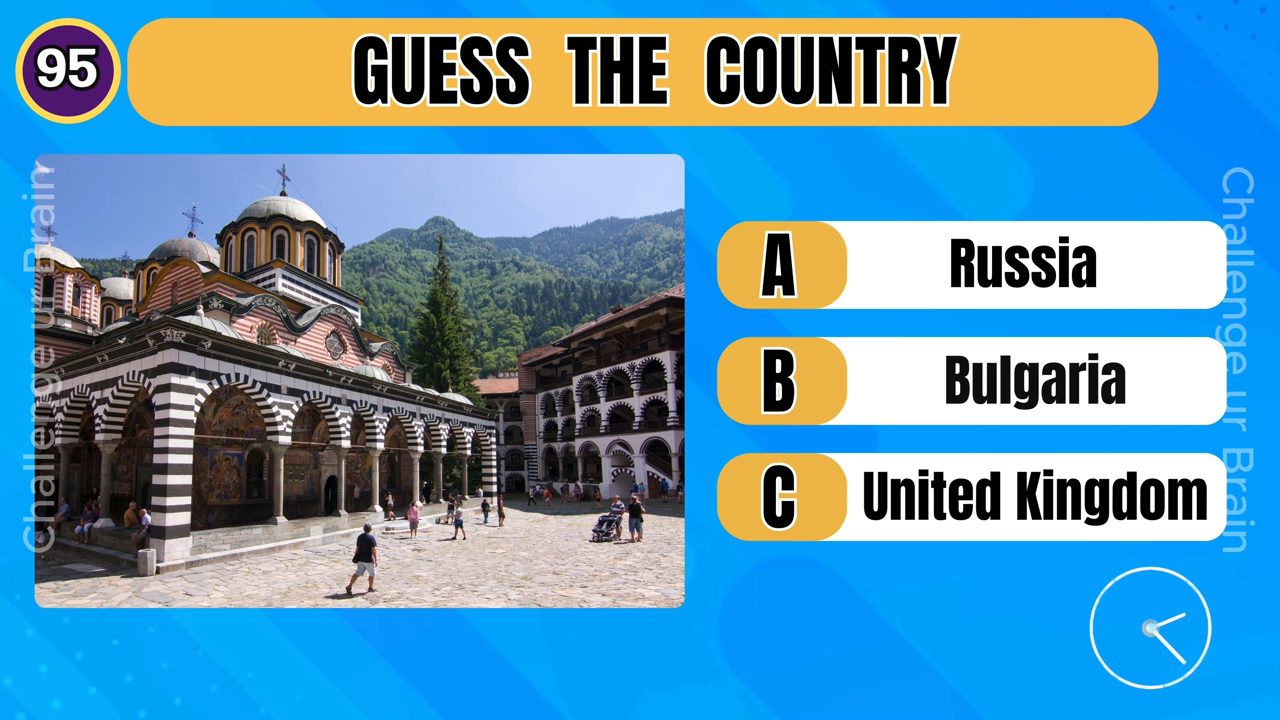 95
GUESS THE COUNTRY
Challenge ur Brain
A
Russia
B
Bulgaria
C
United Kingdom
Challenge ur Brain